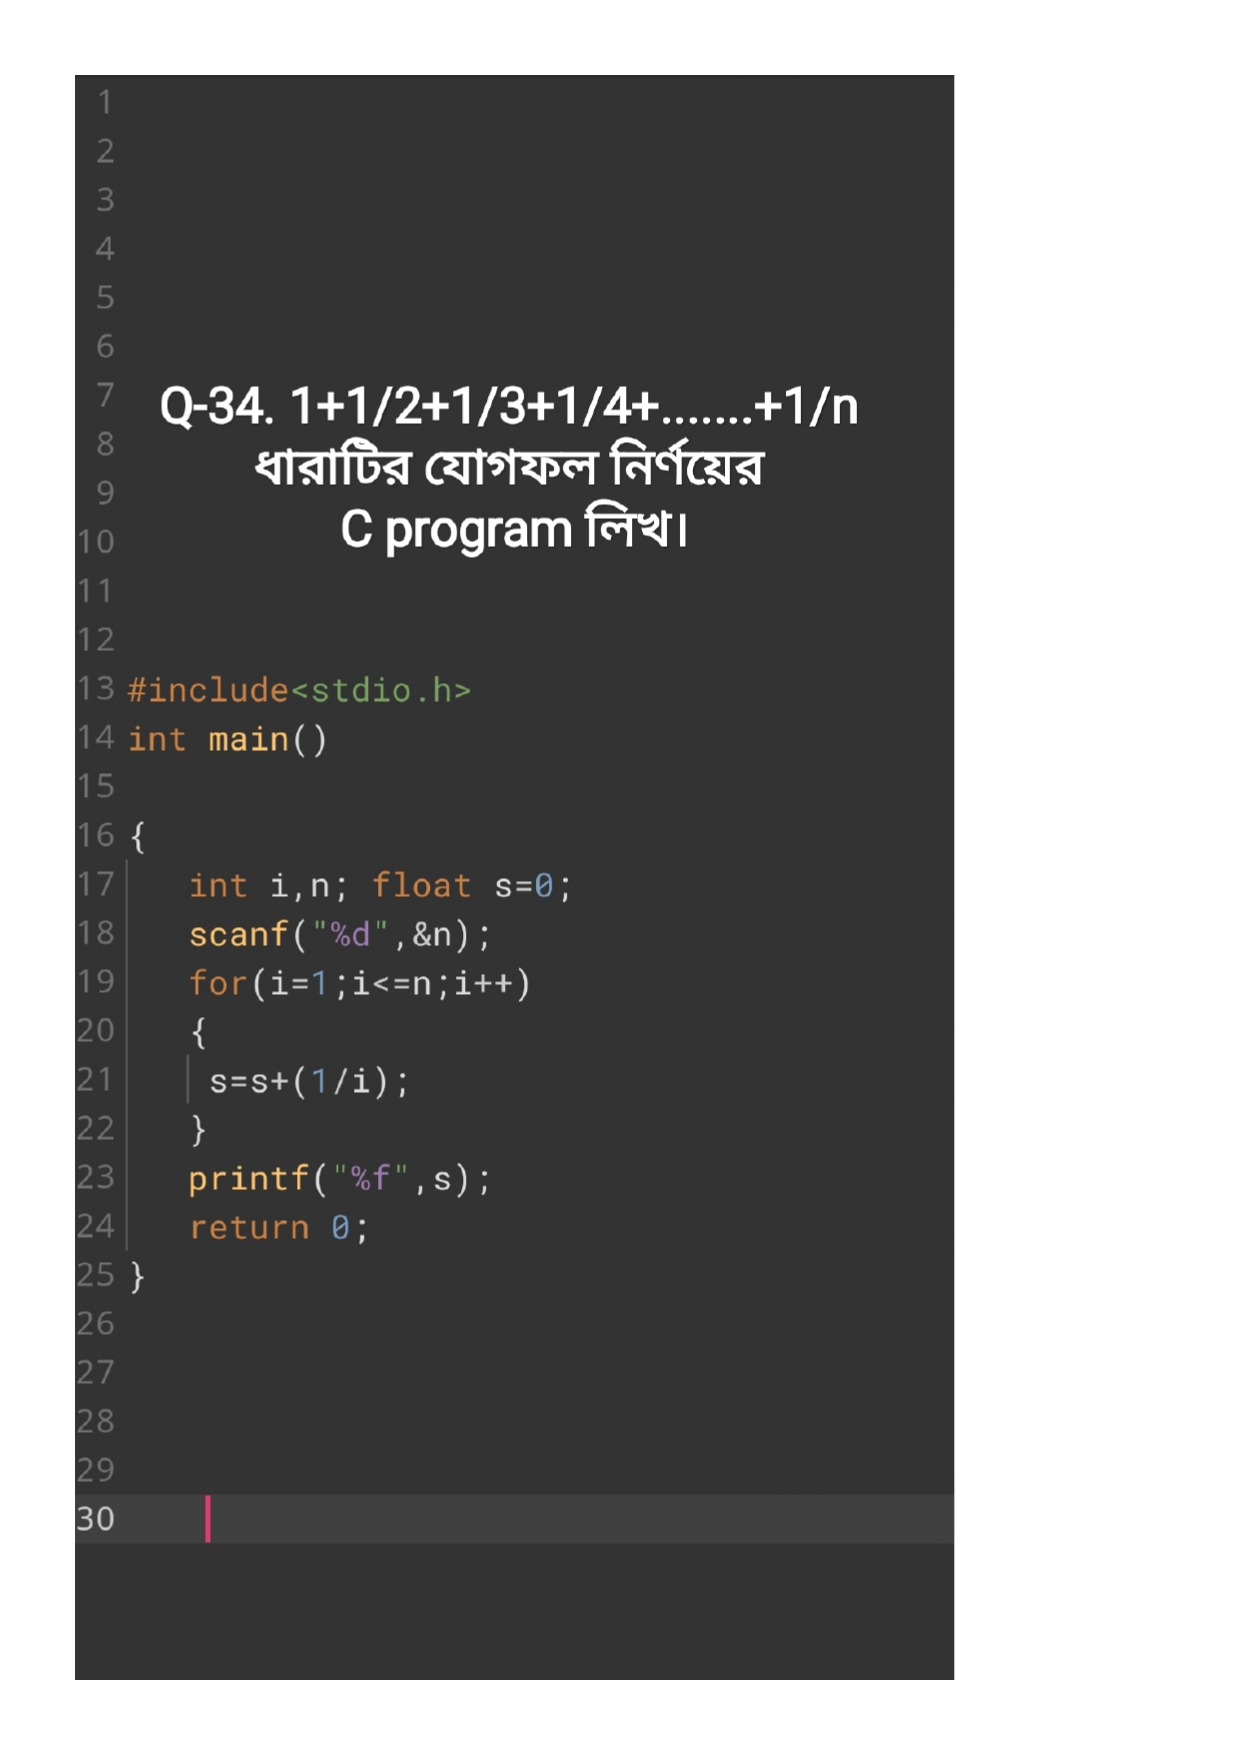 1
2
3
4
5
6
7 Q-34. 1+1/2+1/3+1/4+.......+1/n
8 ধারাটির যোগফল নির্ণয়ের
9
10 C program লিখ।
11
12
13 #include<stdio.h>
14 int main()
15
16 {
17 int i,n; float s=0;
18 scanf("%d",&n);
19 for(i=1;i<=n;i++)
20 {
21 s=s+(1/i);
22 }
23 printf("%f",s);
24 return 0;
25 }
26
27
28
29
30